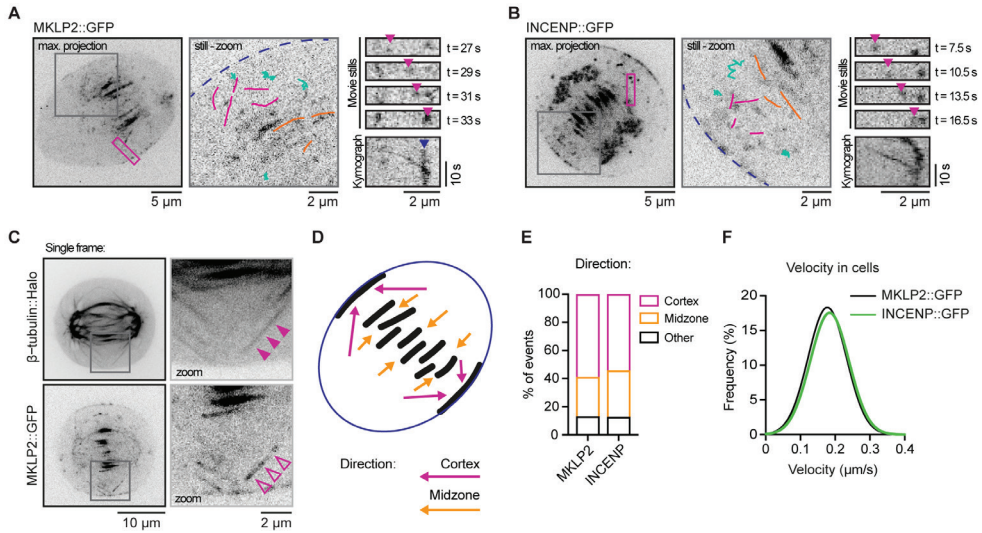 A
MKLP2::GFP
max. projection
5 µm
still - zoom
2 µm
Movie stills
t = 27 s
t = 29 s
t = 31 s
t = 33 s
Kymograph
10 s
2 µm
B
INCENP::GFP
max. projection
5 µm
still - zoom
2 µm
Movie stills
t = 7.5 s
t = 10.5 s
t = 13.5 s
t = 16.5 s
Kymograph
10 s
2 µm
C
Single frame:
β-tubulin::Halo
zoom
MKLP2::GFP
zoom
10 µm
2 µm
D
Direction:
Cortex
Midzone
E
Direction:
% of events
100
80
60
40
20
0
MKLP2
INCENP
Cortex
Midzone
Other
F
Velocity in cells
MKLP2::GFP
INCENP::GFP
Frequency (%)
20
15
10
5
0
0
0.1
0.2
0.3
0.4
Velocity (µm/s)